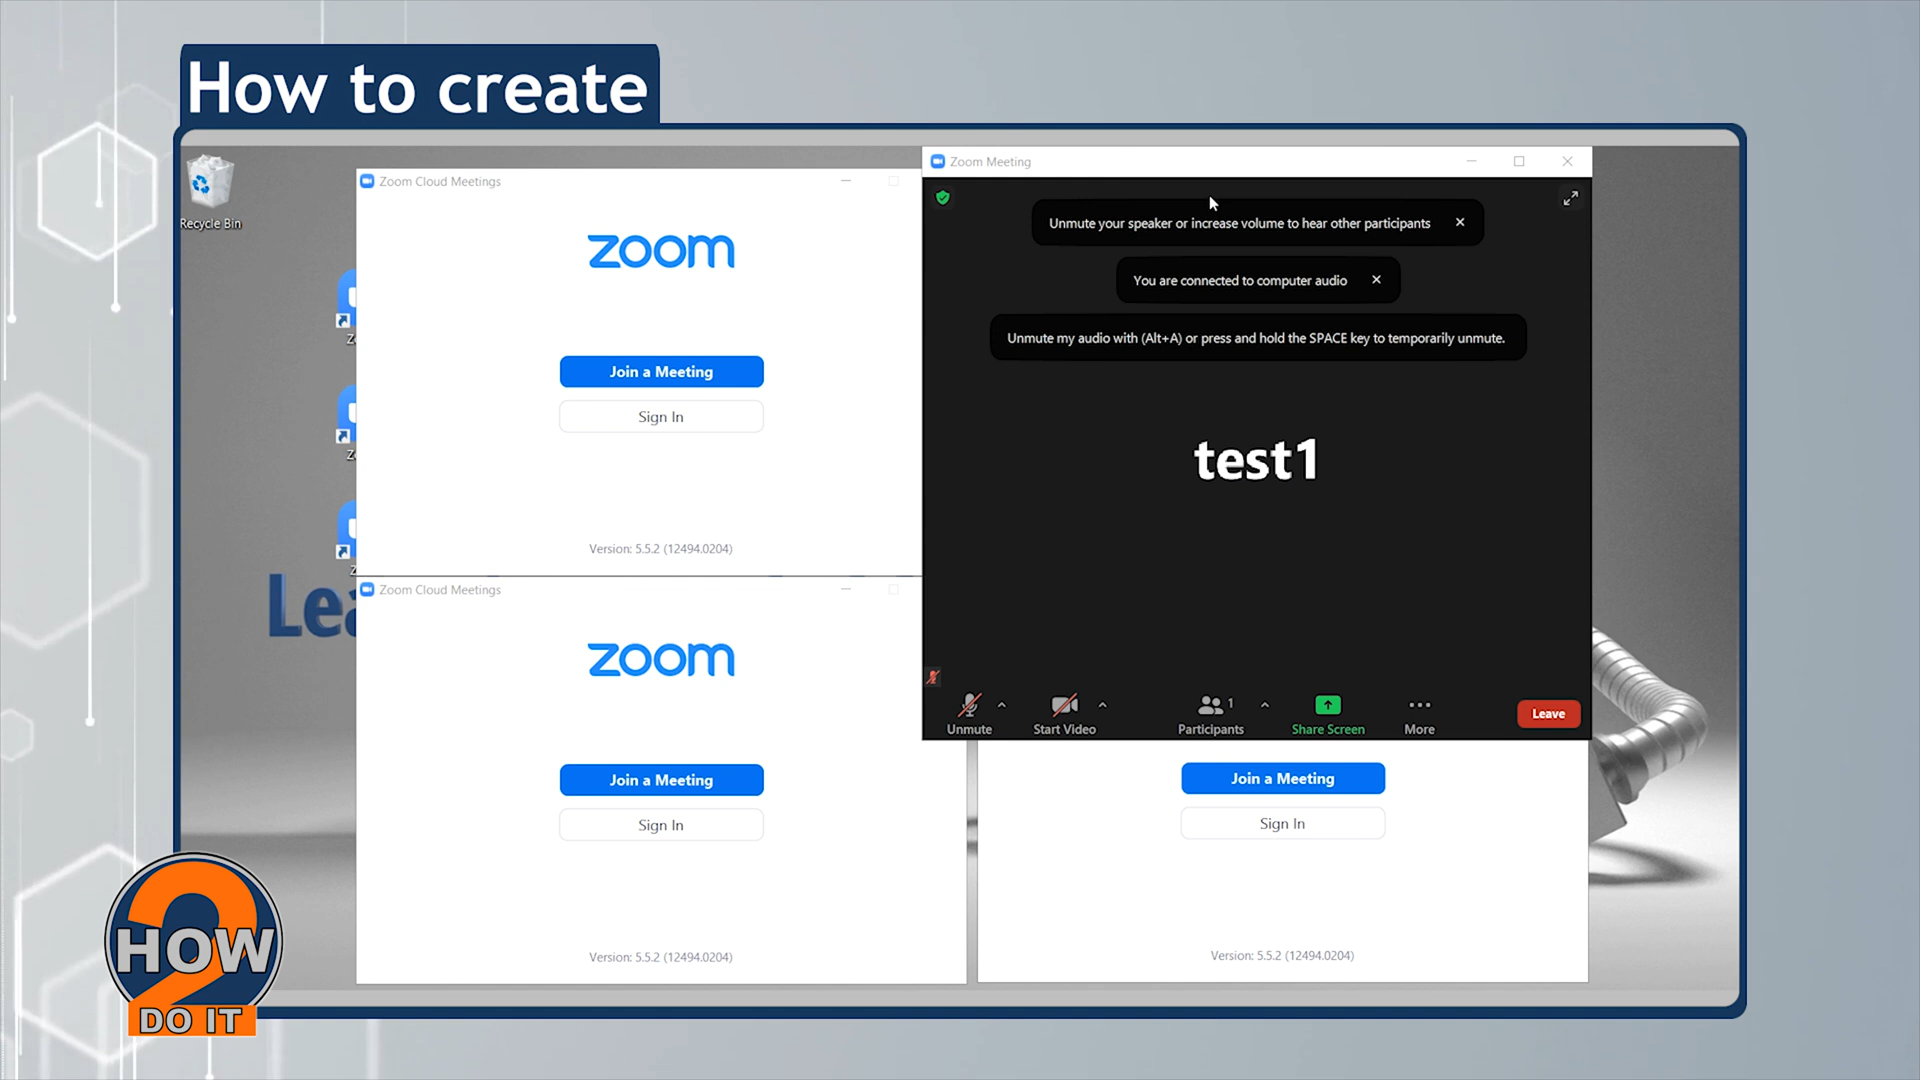 How to create
Recycle Bin
Zoom Cloud Meetings
zoom
Join a Meeting
Sign In
Version: 5.5.2 (12494.0204)
Zoom Meeting
Unmute your speaker or increase volume to hear other participants
You are connected to computer audio
Unmute my audio with (Alt+A) or press and hold the SPACE key to temporarily unmute.
test1
Unmute
Start Video
1
Participants
Share Screen
More
Leave
Lea
Zoom Cloud Meetings
zoom
Join a Meeting
Sign In
Version: 5.5.2 (12494.0204)
Join a Meeting
Sign In
Version: 5.5.2 (12494.0204)
2
HOW
DO IT